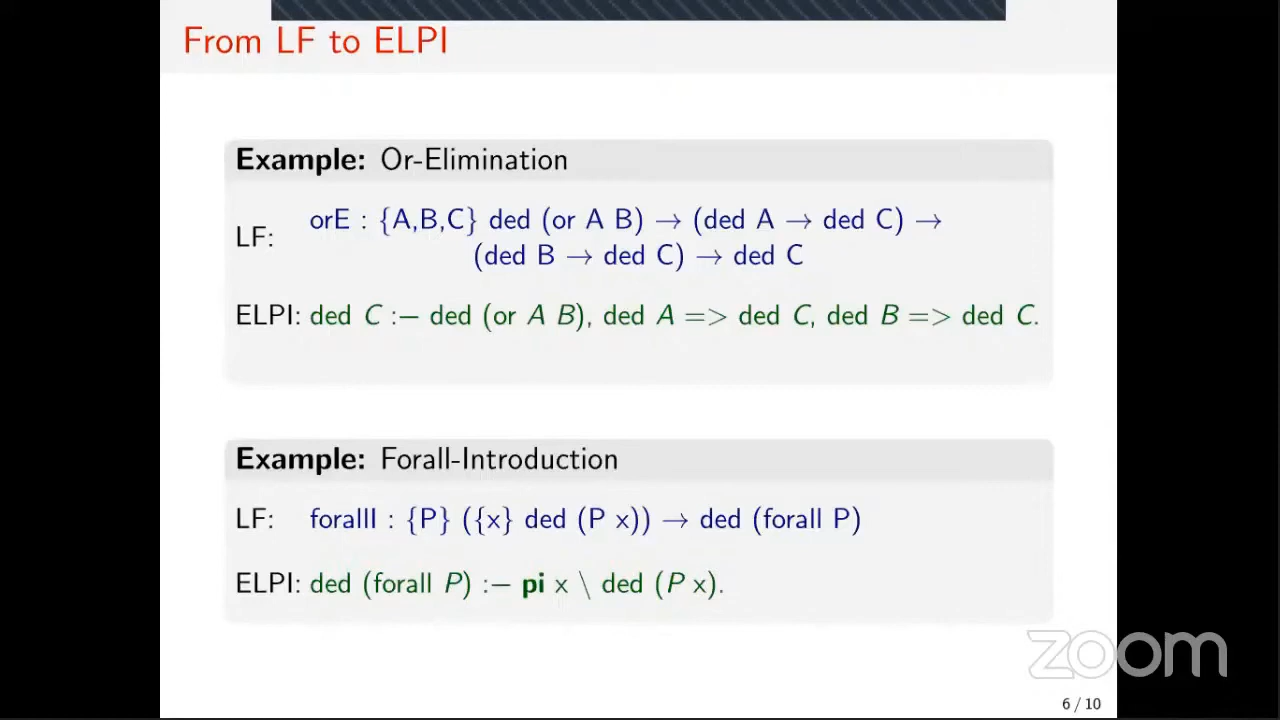 From LF to ELPI
Example: Or-Elimination
LF: orE : {A,B,C} ded (or A B) → (ded A → ded C) →
(ded B → ded C) → ded C
ELPI: ded C :− ded (or A B), ded A => ded C, ded B => ded C.
Example: Forall-Introduction
LF: forallI : {P} ({x} ded (P x)) → ded (forall P)
ELPI: ded (forall P) :− pi x \ ded (P x).
zoom
6 / 10